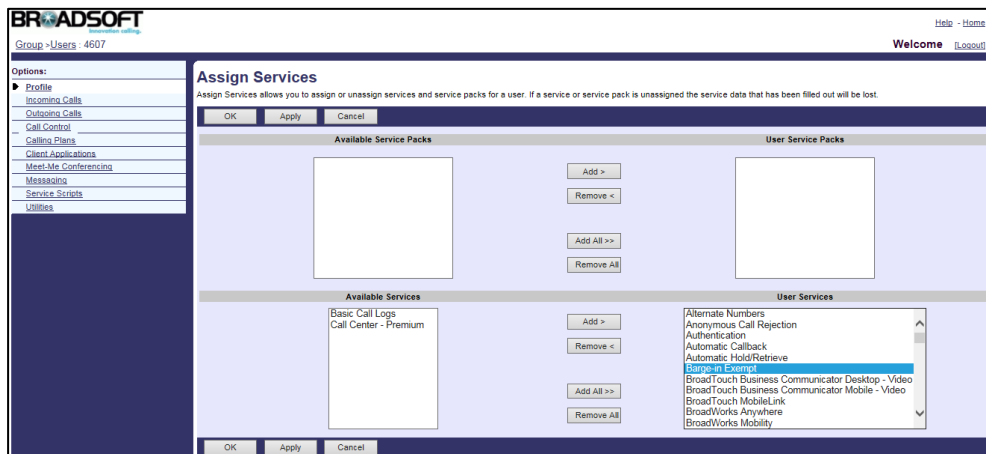 BROADSOFT
innovation calling.
Help - Home
Group >Users : 4607
Welcome [Logout]
Options:
Profile
Incoming Calls
Outgoing Calls
Call Control
Calling Plans
Client Applications
Meet-Me Conferencing
Messaging
Service Scripts
Utilities
Assign Services
Assign Services allows you to assign or unassign services and service packs for a user. If a service or service pack is unassigned the service data that has been filled out will be lost.
OK Apply Cancel
Available Service Packs User Service Packs
Add >
Remove <
Add All >>
Remove All
Available Services User Services
Basic Call Logs
Call Center - Premium
Add >
Remove <
Add All >>
Remove All
Alternate Numbers
Anonymous Call Rejection
Authentication
Automatic Callback
Automatic Hold/Retrieve
Barge-in Exempt
BroadTouch Business Communicator Desktop - Video
BroadTouch Business Communicator Mobile - Video
BroadTouch MobileLink
BroadWorks Anywhere
BroadWorks Mobility
OK Apply Cancel